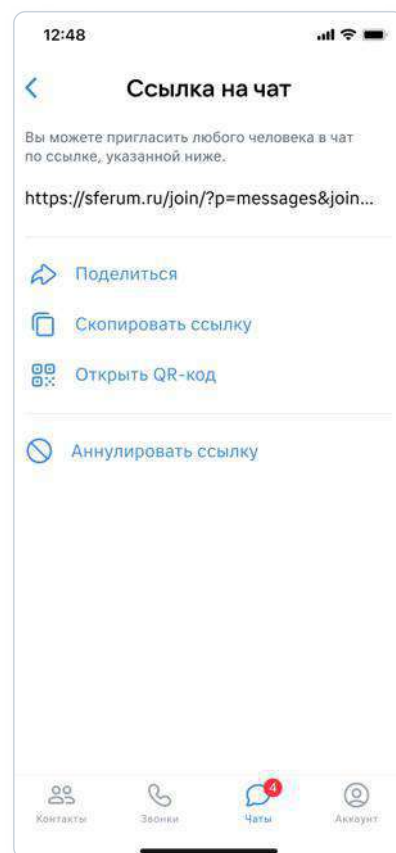 12:48
Ссылка на чат
Вы можете пригласить любого человека в чат
по ссылке, указанной ниже.
https://sferum.ru/join/?p=messages&join...
Поделиться
Скопировать ссылку
Открыть QR-код
Аннулировать ссылку
4
Контакты
Звонки
Чаты
Аккаунт